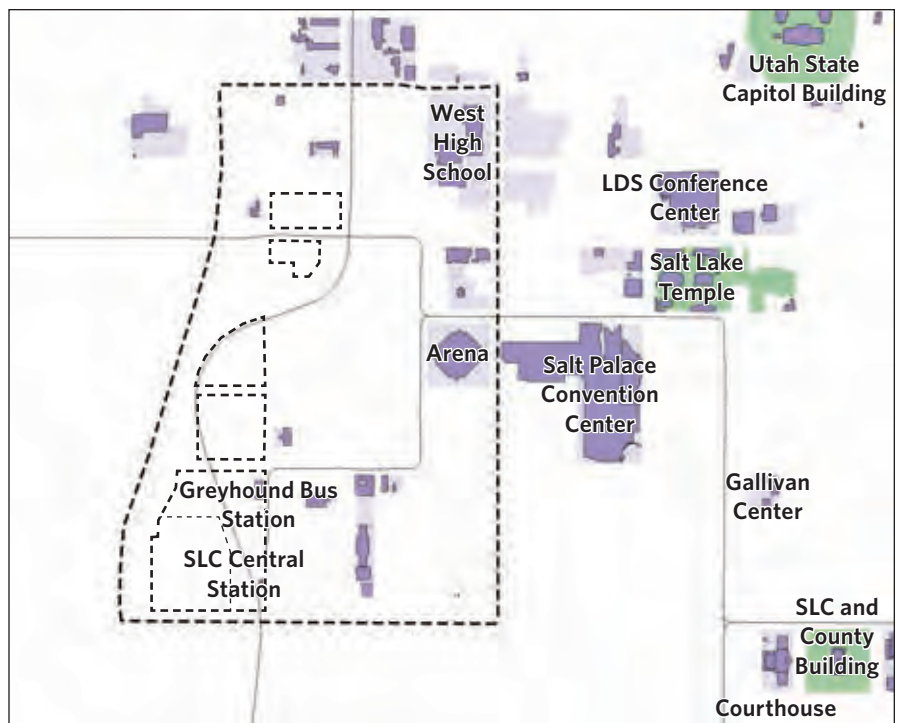 Utah State
Capitol Building
West
High
School
LDS Conference
Center
Salt Lake
Temple
Arena
Salt Palace
Convention
Center
Greyhound Bus
Station
Gallivan
Center
SLC Central
Station
SLC and
County
Building
Courthouse